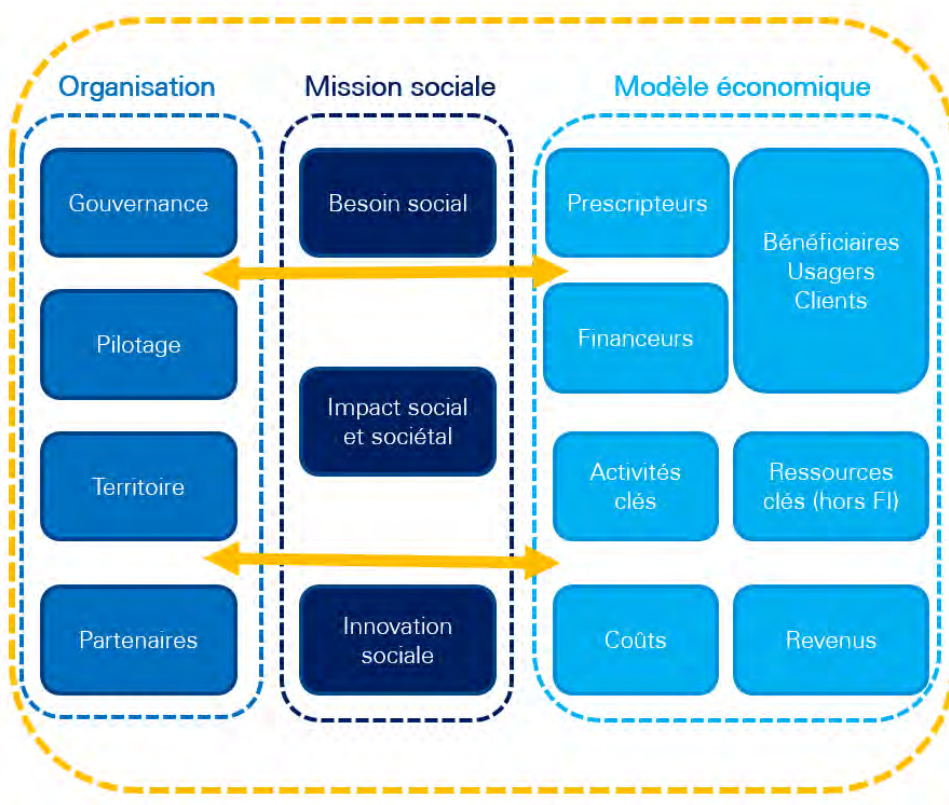 Organisation
Gouvernance
Pilotage
Territoire
Partenaires
Mission sociale
Besoin social
Impact social
et sociétal
Innovation
sociale
Modèle économique
Prescripteurs
Bénéficiaires
Usagers
Clients
Financeurs
Activités
clés
Ressources
clés (hors FI)
Coûts
Revenus